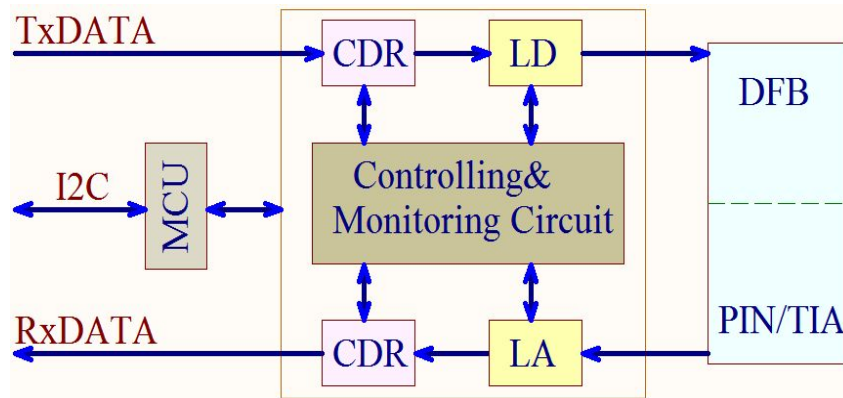 TxDATA
CDR
LD
DFB
Controlling&
Monitoring Circuit
I2C
MCU
PIN/TIA
RxDATA
CDR
LA